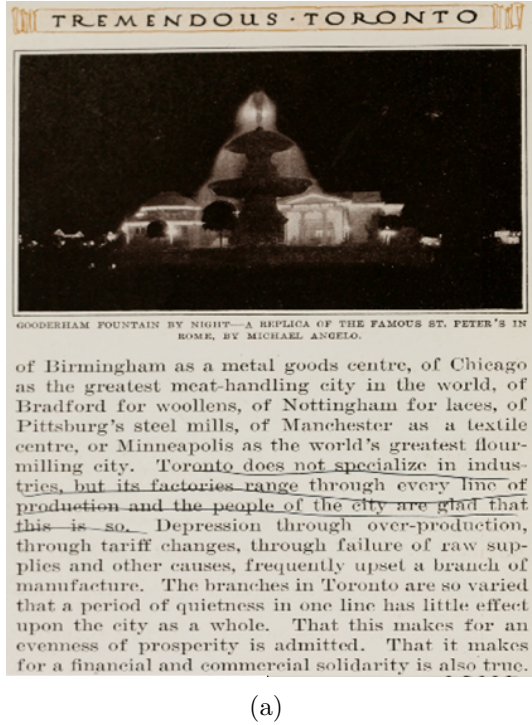 TREMENDOUS · TORONTO
GOODERHAM FOUNTAIN BY NIGHT—A REPLICA OF THE FAMOUS ST. PETER'S IN
ROME, BY MICHAEL ANGELO.
of Birmingham as a metal goods centre, of Chicago
as the greatest meat-handling city in the world, of
Bradford for woollens, of Nottingham for laces, of
Pittsburg's steel mills, of Manchester as a textile
centre, or Minneapolis as the world's greatest flour-
milling city. Toronto does not specialize in indus-
tries, but its factories range through every line of
production and the people of the city are glad that
this is so. Depression through over-production,
through tariff changes, through failure of raw sup-
plies and other causes, frequently upset a branch of
manufacture. The branches in Toronto are so varied
that a period of quietness in one line has little effect
upon the city as a whole. That this makes for an
evenness of prosperity is admitted. That it makes
for a financial and commercial solidarity is also true.
(a)